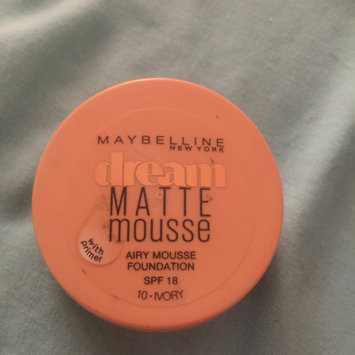 MAYBELLINE
NEW YORK
dream
MATTE
mousse
with
primer
AIRY MOUSSE
FOUNDATION
SPF 18
10 · IVORY